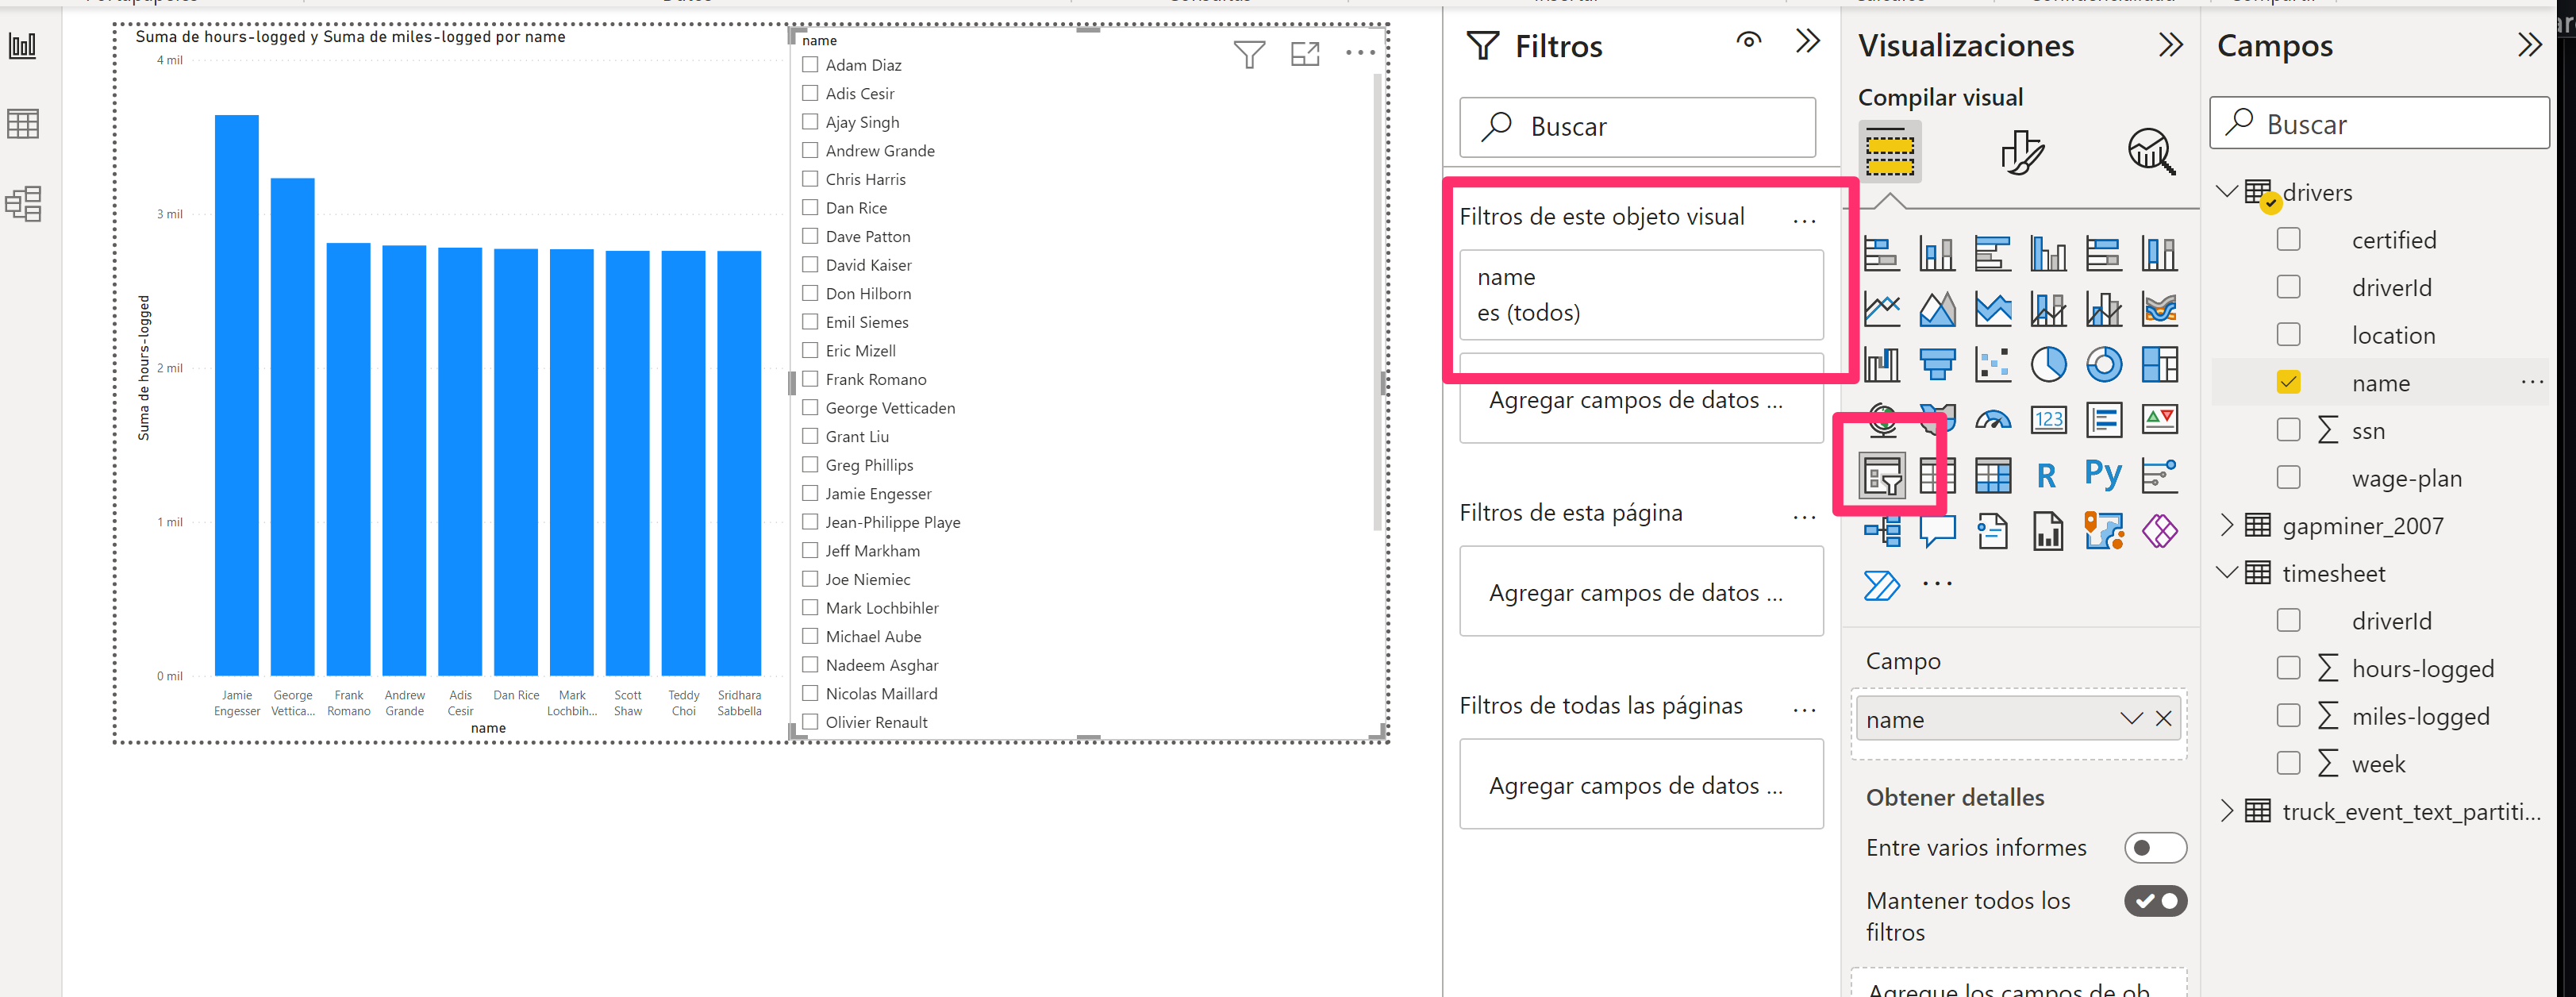 Suma de hours-logged y Suma de miles-logged por name
4 mil
3 mil
2 mil
1 mil
0 mil
Suma de hours-logged
Jamie Engesser
George Vettica...
Frank Romano
Andrew Grande
Adis Cesir
Dan Rice
Mark Lochbih...
Scott Shaw
Teddy Choi
Sridhara Sabbella
name
name
Adam Diaz
Adis Cesir
Ajay Singh
Andrew Grande
Chris Harris
Dan Rice
Dave Patton
David Kaiser
Don Hilborn
Emil Siemes
Eric Mizell
Frank Romano
George Vetticaden
Grant Liu
Greg Phillips
Jamie Engesser
Jean-Philippe Playe
Jeff Markham
Joe Niemiec
Mark Lochbihler
Michael Aube
Nadeem Asghar
Nicolas Maillard
Olivier Renault
Filtros
Buscar
Filtros de este objeto visual ...
name
es (todos)
Agregar campos de datos ...
Filtros de esta página ...
Agregar campos de datos ...
Filtros de todas las páginas ...
Agregar campos de datos ...
Visualizaciones
Compilar visual
123
R
Py
...
Campo
name
Obtener detalles
Entre varios informes
Mantener todos los
filtros
Agregue los campos de ob...
Campos
Buscar
drivers
certified
driverId
location
name ...
ssn
wage-plan
gapminer_2007
timesheet
driverId
hours-logged
miles-logged
week
truck_event_text_partiti...